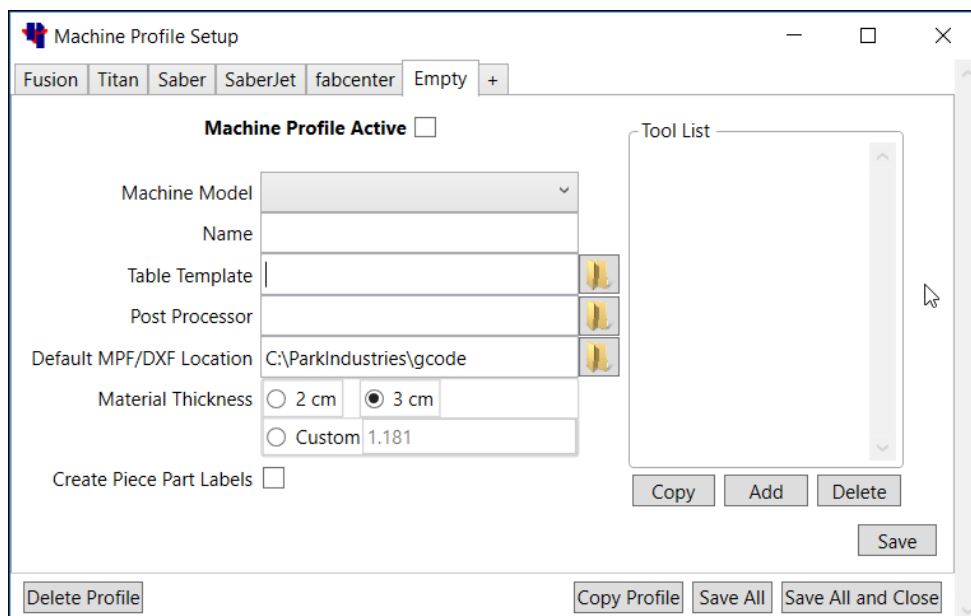 Machine Profile Setup
Fusion Titan Saber SaberJet fabcenter Empty +
Machine Profile Active
Tool List
Machine Model
Name
Table Template
Post Processor
Default MPF/DXF Location C:\ParkIndustries\gcode
Material Thickness 2 cm 3 cm
Custom 1.181
Create Piece Part Labels
Copy Add Delete
Save
Delete Profile Copy Profile Save All Save All and Close